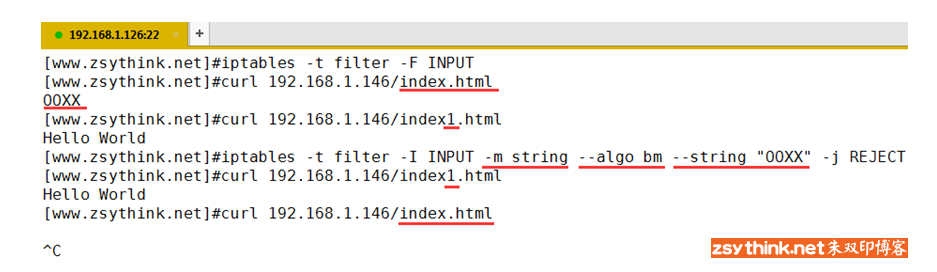 192.168.1.126:22 × +
[www.zsythink.net]#iptables -t filter -F INPUT
[www.zsythink.net]#curl 192.168.1.146/index.html
OOXX
[www.zsythink.net]#curl 192.168.1.146/index1.html
Hello World
[www.zsythink.net]#iptables -t filter -I INPUT -m string --algo bm --string "OOXX" -j REJECT
[www.zsythink.net]#curl 192.168.1.146/index1.html
Hello World
[www.zsythink.net]#curl 192.168.1.146/index.html
^C
zsythink.net朱双印博客